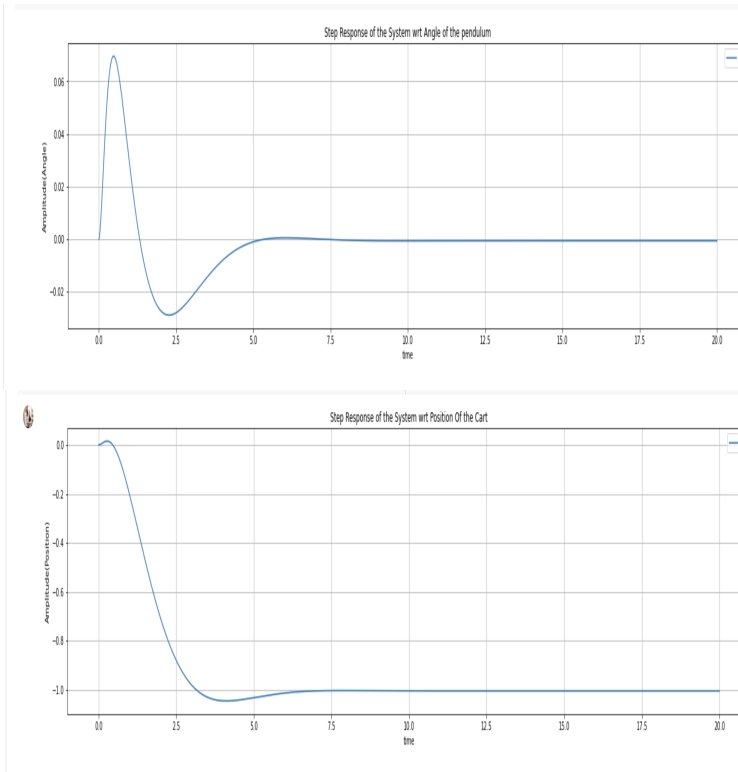 Step Response of the System wrt Angle of the pendulum
Amplitude(Angle)
0.06
0.04
0.02
0.00
−0.02
0.0 2.5 5.0 7.5 10.0 12.5 15.0 17.5 20.0
time
Step Response of the System wrt Position Of the Cart
Amplitude(Position)
0.0
−0.2
−0.4
−0.6
−0.8
−1.0
0.0 2.5 5.0 7.5 10.0 12.5 15.0 17.5 20.0
time